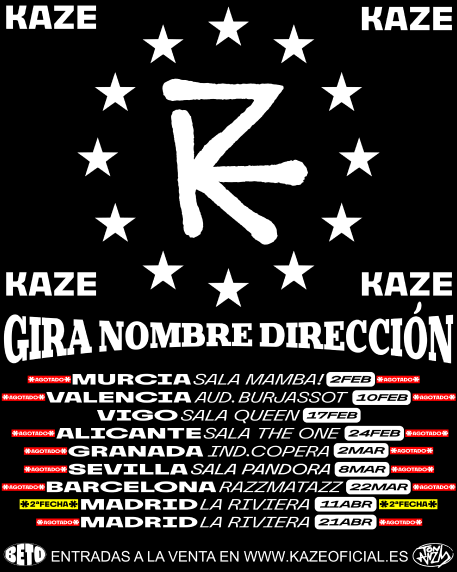 KAZE KAZE
KAZE KAZE
GIRA NOMBRE DIRECCIÓN
*AGOTADO* MURCIA SALA MAMBA! 2FEB *AGOTADO*
*AGOTADO* VALENCIA AUD.BURJASSOT 10FEB *AGOTADO*
VIGO SALA QUEEN 17FEB
*AGOTADO* ALICANTE SALA THE ONE 24FEB *AGOTADO*
*AGOTADO* GRANADA IND.COPERA 2MAR *AGOTADO*
*AGOTADO* SEVILLA SALA PANDORA 8MAR *AGOTADO*
*AGOTADO* BARCELONA RAZZMATAZZ 22MAR *AGOTADO*
*2ªFECHA* MADRID LA RIVIERA 11ABR *2ªFECHA*
*AGOTADO* MADRID LA RIVIERA 21ABR *AGOTADO*
BETO ENTRADAS A LA VENTA EN WWW.KAZEOFICIAL.ES